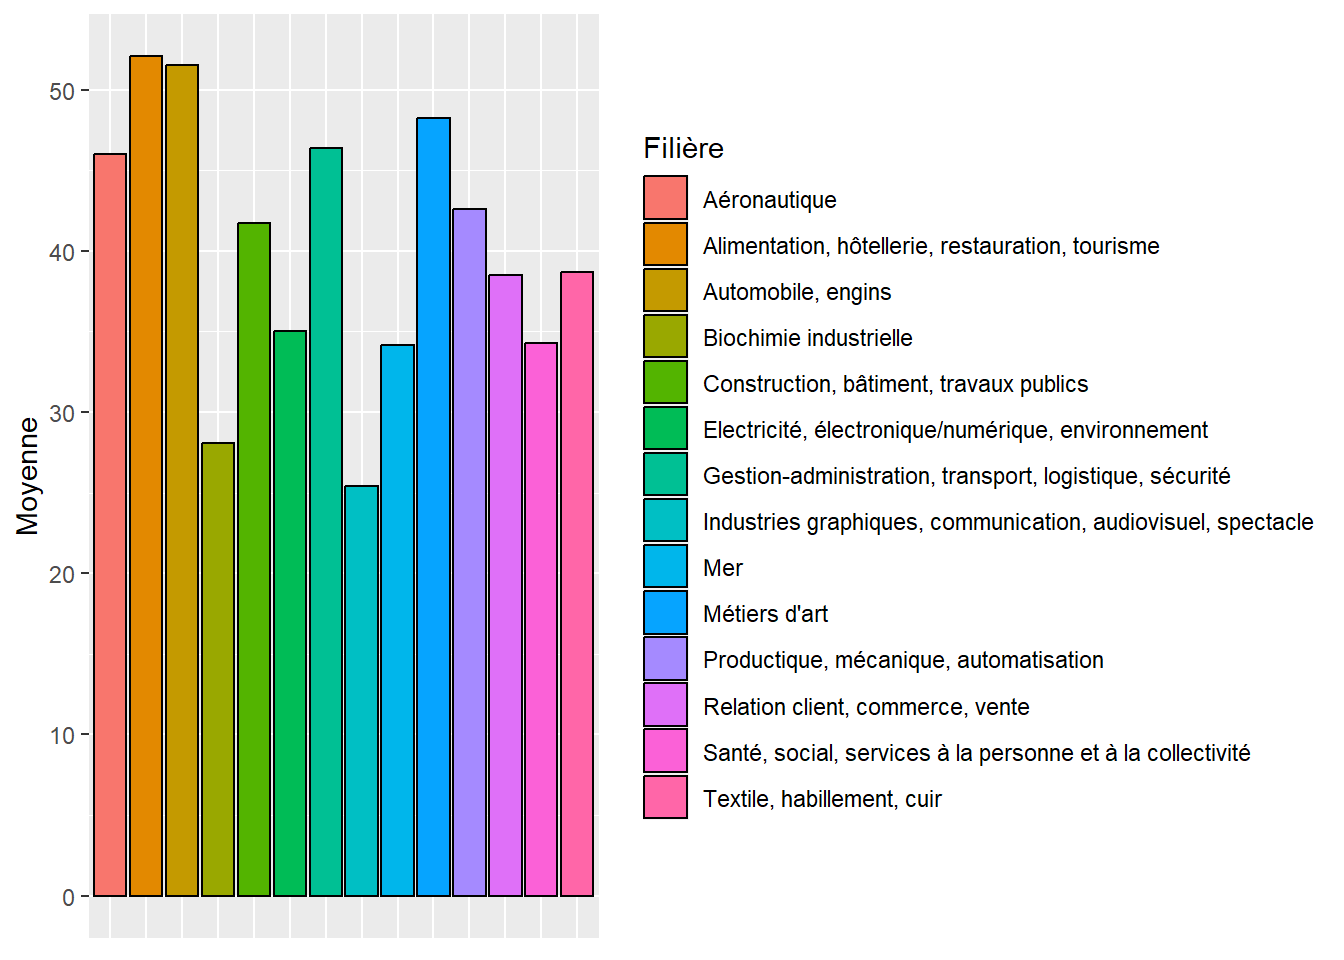 Moyenne
50
40
30
20
10
0
Filière
Aéronautique
Alimentation, hôtellerie, restauration, tourisme
Automobile, engins
Biochimie industrielle
Construction, bâtiment, travaux publics
Electricité, électronique/numérique, environnement
Gestion-administration, transport, logistique, sécurité
Industries graphiques, communication, audiovisuel, spectacle
Mer
Métiers d'art
Productique, mécanique, automatisation
Relation client, commerce, vente
Santé, social, services à la personne et à la collectivité
Textile, habillement, cuir